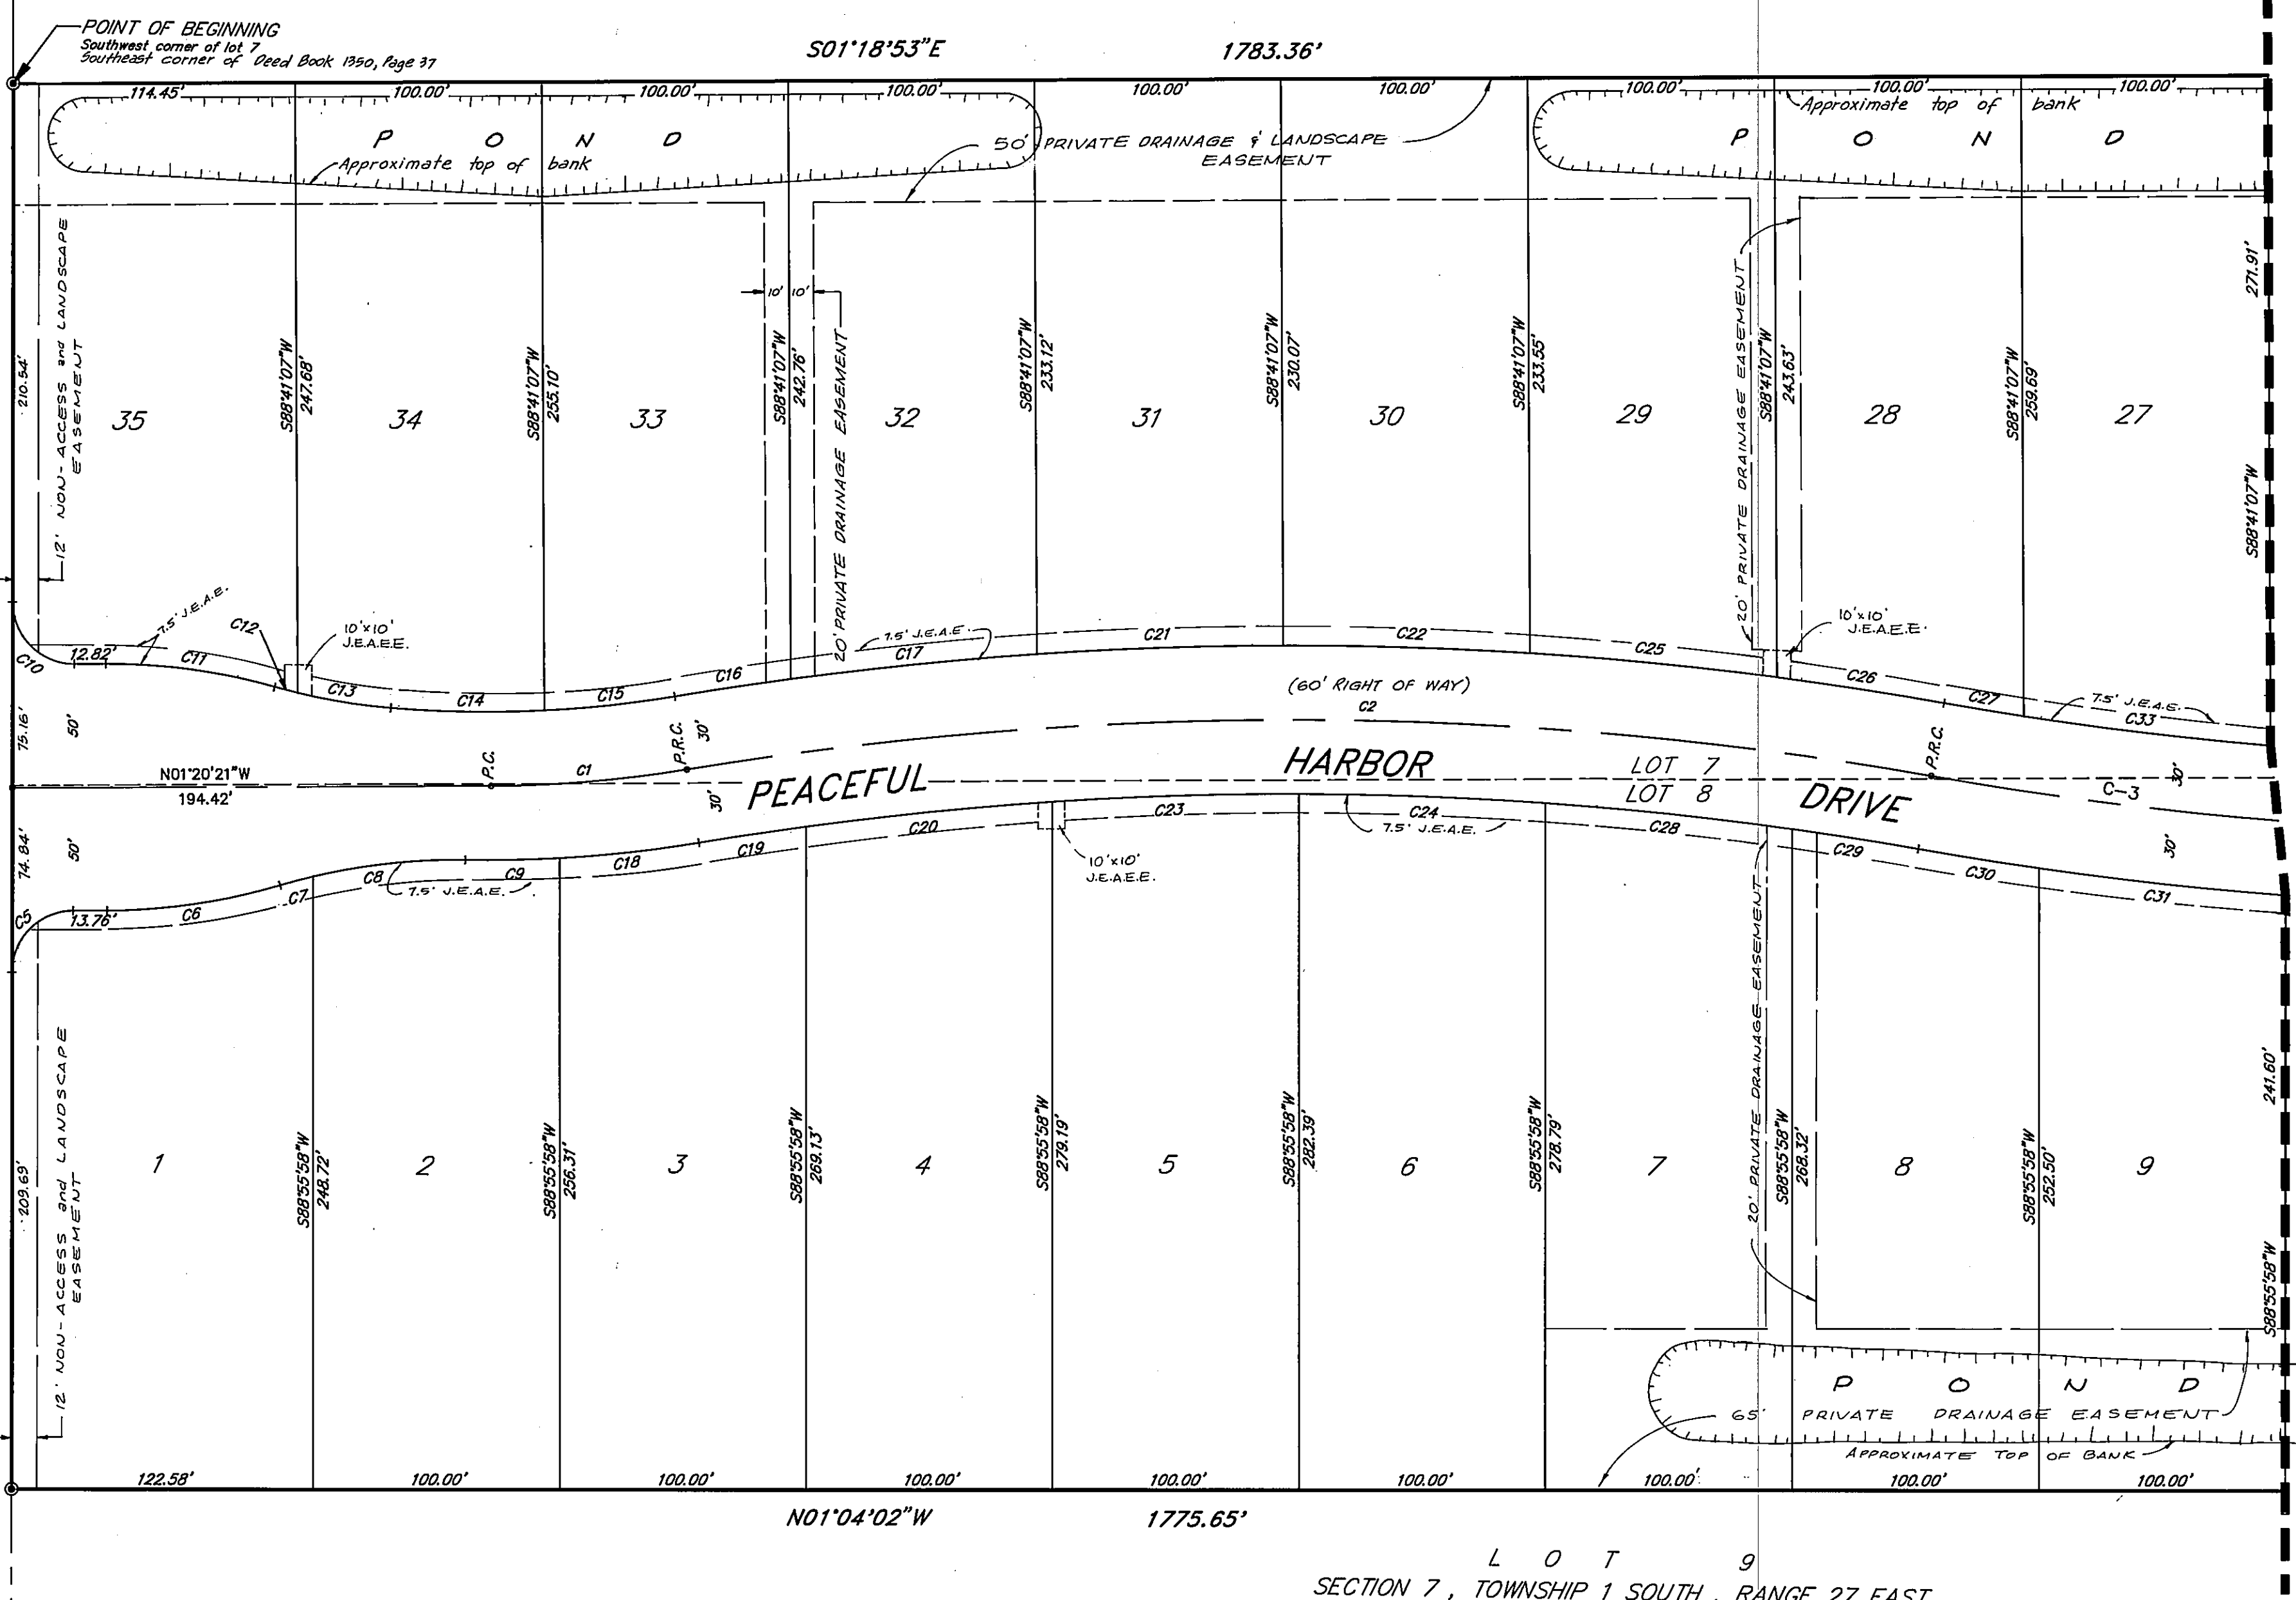 POINT OF BEGINNING
Southwest corner of lot 7
Southeast corner of Deed Book 1350, Page 37
S01°18'53"E 1783.36'
114.45' 100.00' 100.00' 100.00' 100.00' 100.00' 100.00' 100.00' 100.00'
Approximate top of bank
P O N D
Approximate top of bank
50' PRIVATE DRAINAGE & LANDSCAPE
EASEMENT
P O N D
210.54'
12' NON-ACCESS and LANDSCAPE
EASEMENT
S88°41'07"W
247.68'
S88°41'07"W
255.10'
10' 10'
S88°41'07"W
242.76'
20' PRIVATE DRAINAGE EASEMENT
S88°41'07"W
233.12'
S88°41'07"W
230.07'
S88°41'07"W
233.55'
20' PRIVATE DRAINAGE EASEMENT
S88°41'07"W
243.63'
S88°41'07"W
259.69'
271.91'
S88°41'07"W
35 34 33 32 31 30 29 28 27
7.5' J.E.A.E.
C12
10'x10'
J.E.A.E.E.
7.5' J.E.A.E.
10'x10'
J.E.A.E.E.
7.5' J.E.A.E.
C10 12.82' C11 C13 C14 C15 C16 C17 C21 C22 C25 C26 C27 C33
(60' RIGHT OF WAY)
C2
75.16'
50'
N01°20'21"W
194.42'
P.C.
C1
P.R.C.
30'
30'
PEACEFUL HARBOR DRIVE
LOT 7
LOT 8
P.R.C.
C-3
30'
30'
74.84'
50'
C5 13.76' C6 C7 C8 C9 C18 C19 C20 C23 C24 C28 C29 C30 C31
7.5' J.E.A.E.
10'x10'
J.E.A.E.E.
7.5' J.E.A.E.
209.69'
12' NON-ACCESS and LANDSCAPE
EASEMENT
S88°55'58"W
248.72'
S88°55'58"W
256.31'
S88°55'58"W
269.13'
S88°55'58"W
279.19'
S88°55'58"W
282.39'
S88°55'58"W
278.79'
20' PRIVATE DRAINAGE EASEMENT
S88°55'58"W
268.32'
S88°55'58"W
252.50'
241.60'
S88°55'58"W
1 2 3 4 5 6 7 8 9
P O N D
65' PRIVATE DRAINAGE EASEMENT
APPROXIMATE TOP OF BANK
122.58' 100.00' 100.00' 100.00' 100.00' 100.00' 100.00' 100.00' 100.00'
N01°04'02"W 1775.65'
L O T 9
SECTION 7, TOWNSHIP 1 SOUTH, RANGE 27 EAST